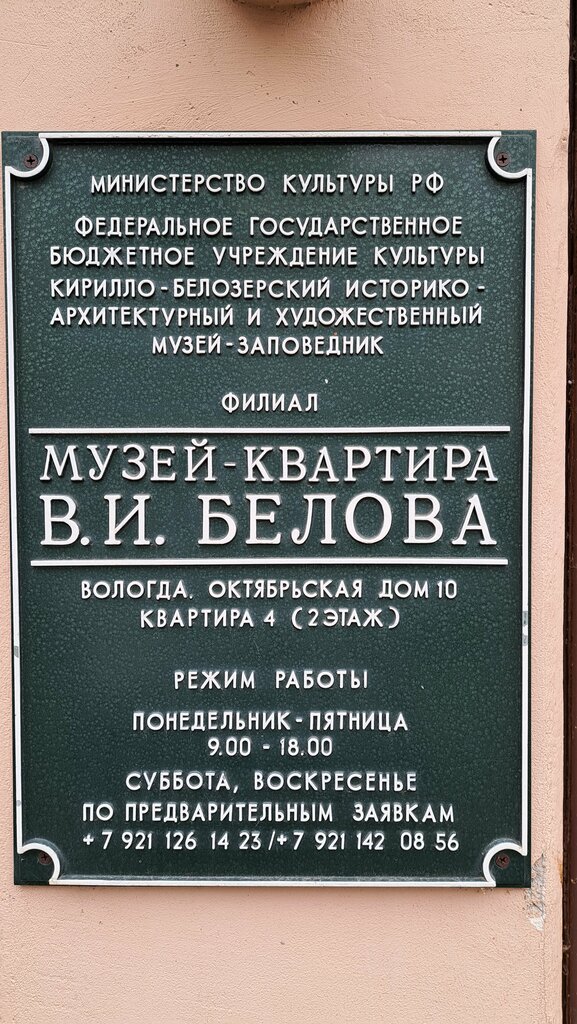 МИНИСТЕРСТВО КУЛЬТУРЫ РФ
ФЕДЕРАЛЬНОЕ ГОСУДАРСТВЕННОЕ
БЮДЖЕТНОЕ УЧРЕЖДЕНИЕ КУЛЬТУРЫ
КИРИЛЛО-БЕЛОЗЕРСКИЙ ИСТОРИКО-
АРХИТЕКТУРНЫЙ И ХУДОЖЕСТВЕННЫЙ
МУЗЕЙ-ЗАПОВЕДНИК
ФИЛИАЛ
МУЗЕЙ-КВАРТИРА
В.И. БЕЛОВА
ВОЛОГДА. ОКТЯБРЬСКАЯ ДОМ 10
КВАРТИРА 4 (2 ЭТАЖ)
РЕЖИМ РАБОТЫ
ПОНЕДЕЛЬНИК-ПЯТНИЦА
9.00 - 18.00
СУББОТА, ВОСКРЕСЕНЬЕ
ПО ПРЕДВАРИТЕЛЬНЫМ ЗАЯВКАМ
+7 921 126 14 23 /+7 921 142 08 56